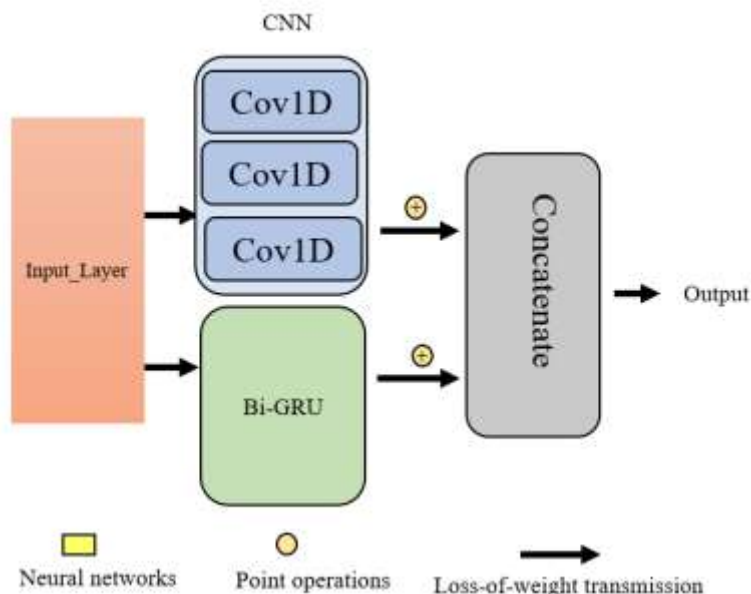 CNN
Cov1D
Cov1D
Cov1D
Input_Layer
Bi-GRU
Concatenate
Output
Neural networks
Point operations
Loss-of-weight transmission